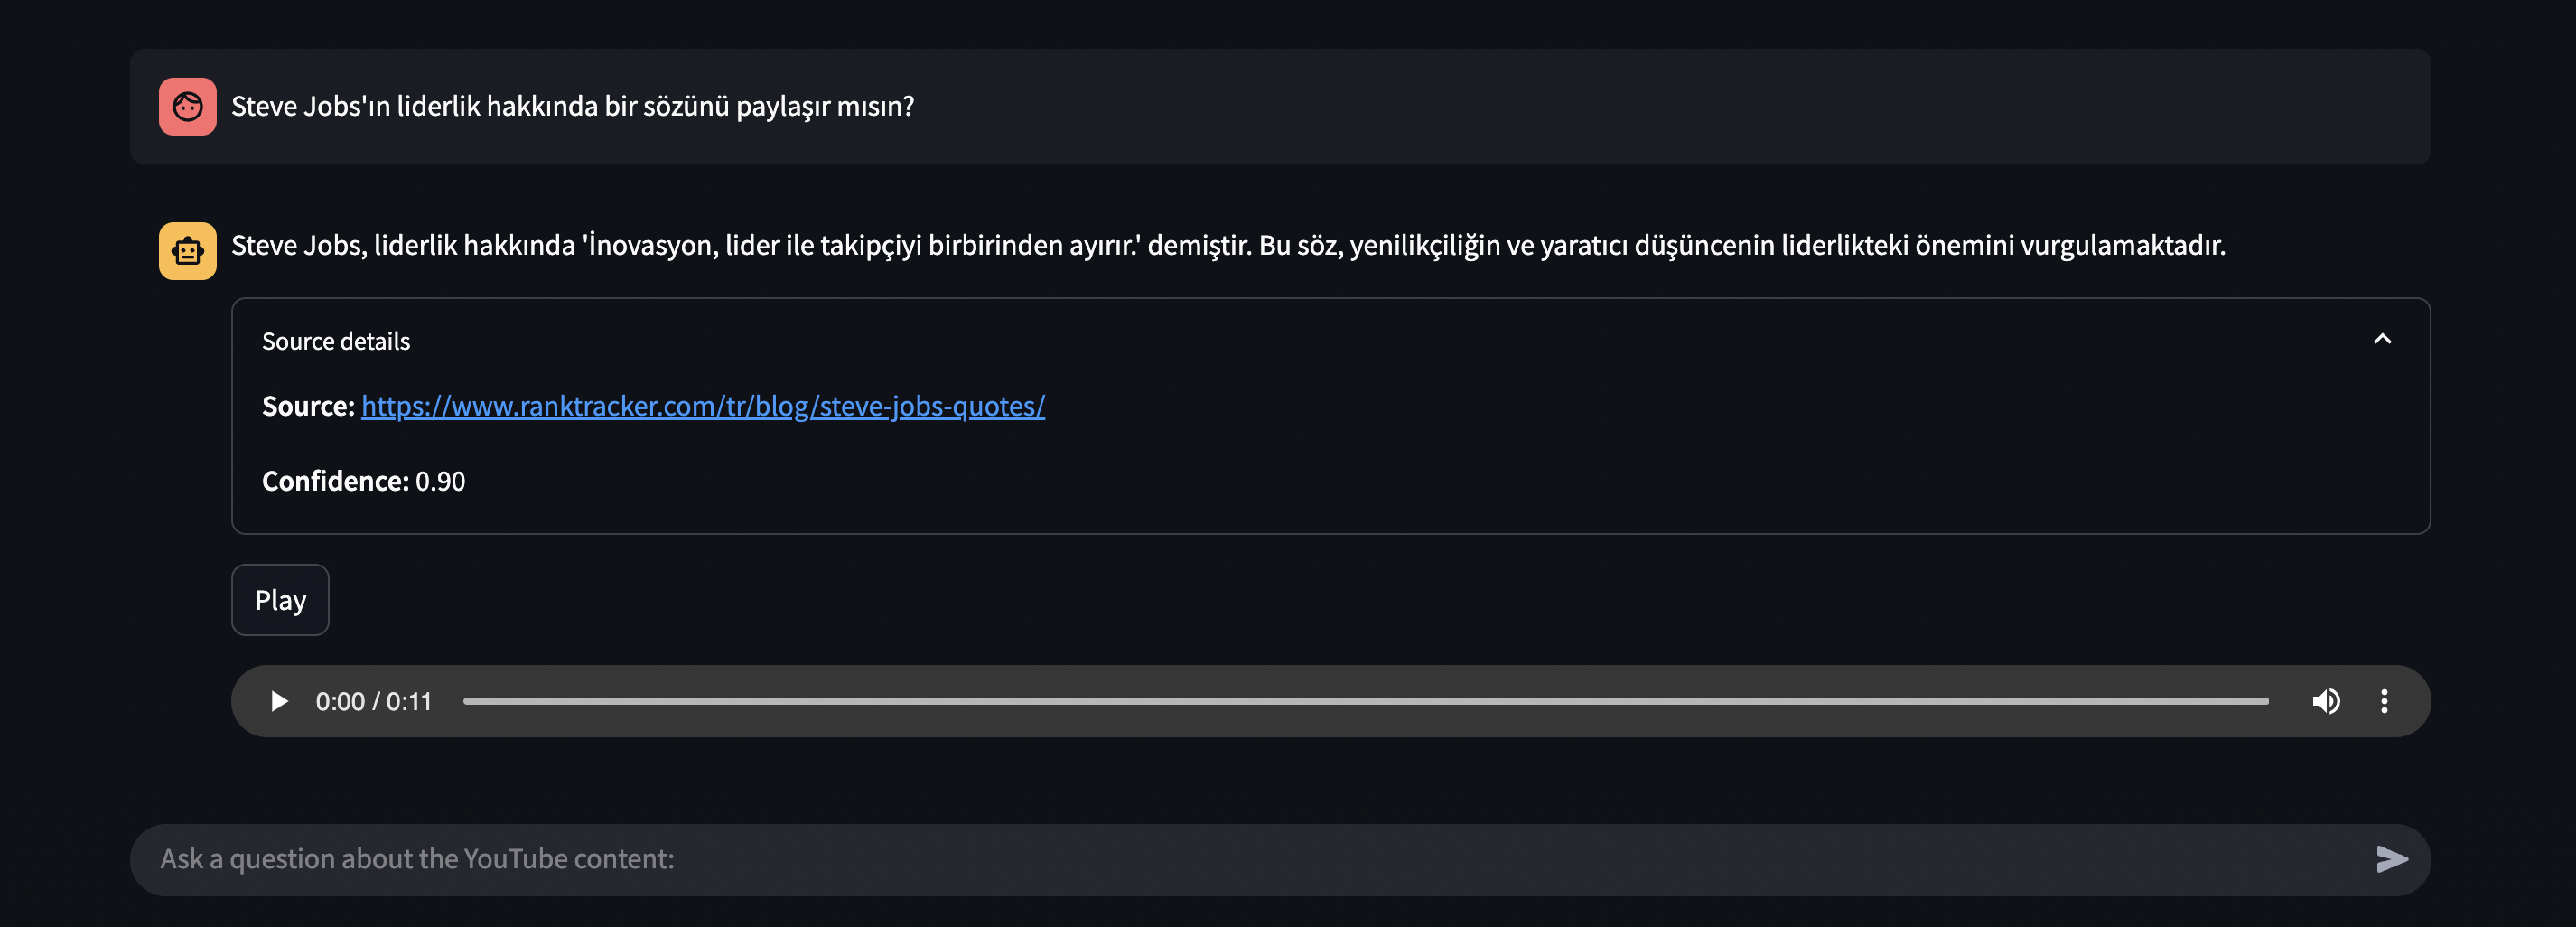 Steve Jobs'ın liderlik hakkında bir sözünü paylaşır mısın?
Steve Jobs, liderlik hakkında 'İnovasyon, lider ile takipçiyi birbirinden ayırır.' demiştir. Bu söz, yenilikçiliğin ve yaratıcı düşüncenin liderlikteki önemini vurgulamaktadır.
Source details
Source: https://www.ranktracker.com/tr/blog/steve-jobs-quotes/
Confidence: 0.90
Play
0:00 / 0:11
Ask a question about the YouTube content: